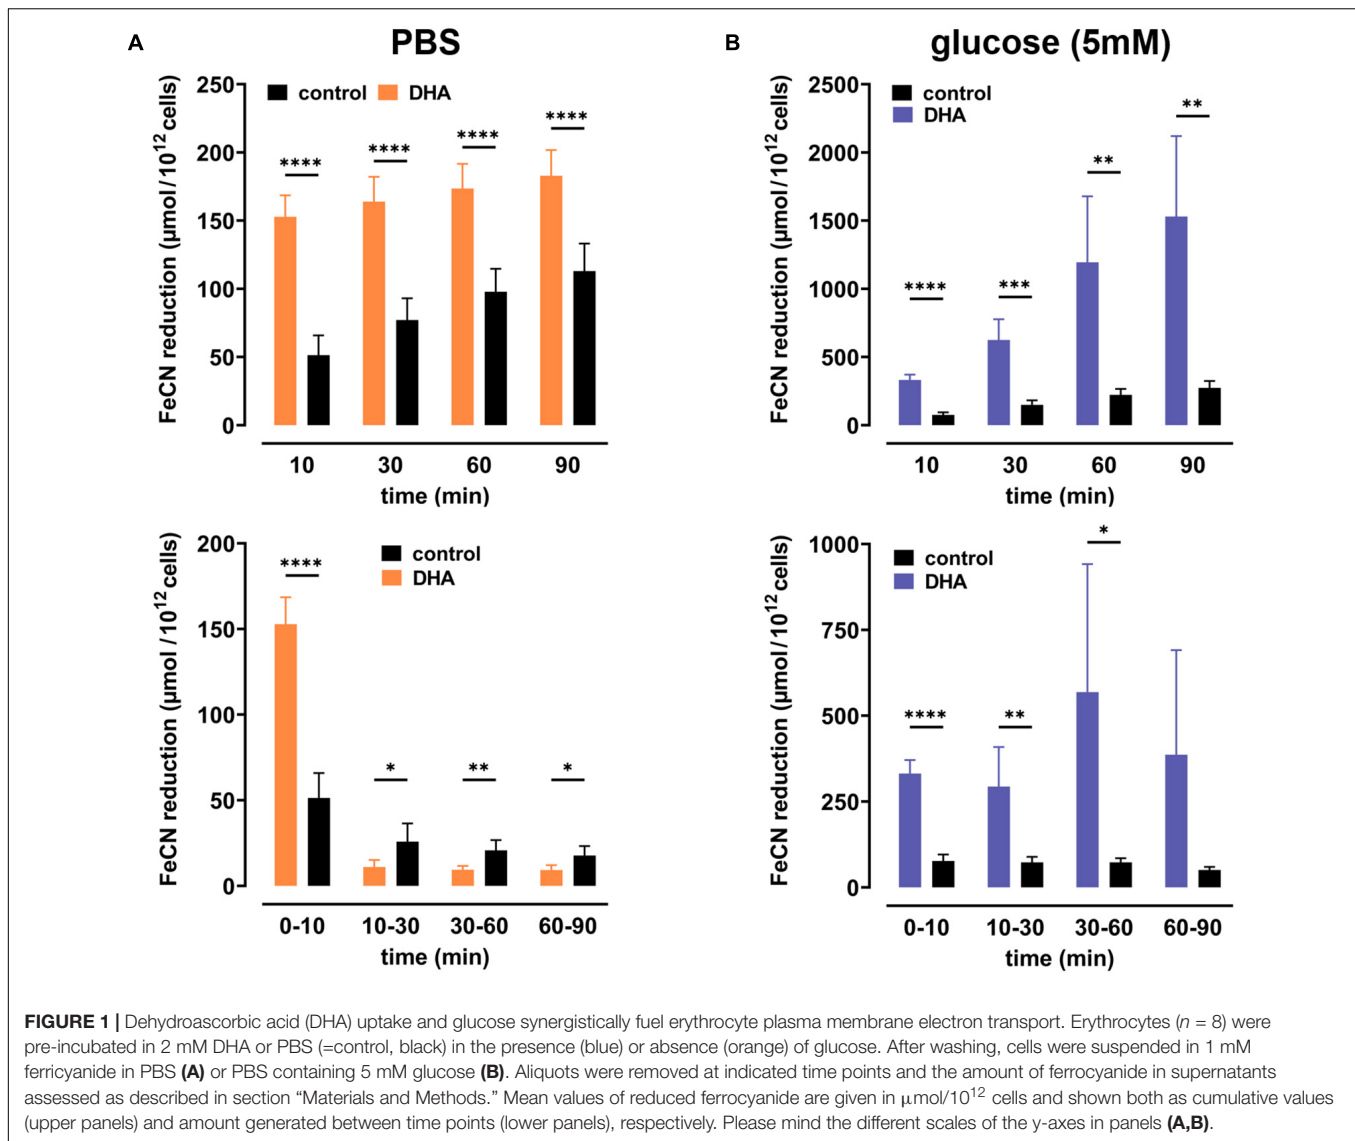 A
PBS
FeCN reduction (µmol/10¹² cells)
250
200
150
100
50
0
control DHA
****
****
****
****
10 30 60 90
time (min)
FeCN reduction (µmol/10¹² cells)
200
150
100
50
0
control
DHA
****
*
**
*
0-10 10-30 30-60 60-90
time (min)
B
glucose (5mM)
FeCN reduction (µmol/10¹² cells)
2500
2000
1500
1000
500
0
control
DHA
****
***
**
**
10 30 60 90
time (min)
FeCN reduction (µmol/10¹² cells)
1000
750
500
250
0
control
DHA
****
**
*
0-10 10-30 30-60 60-90
time (min)
FIGURE 1 | Dehydroascorbic acid (DHA) uptake and glucose synergistically fuel erythrocyte plasma membrane electron transport. Erythrocytes (n = 8) were
pre-incubated in 2 mM DHA or PBS (=control, black) in the presence (blue) or absence (orange) of glucose. After washing, cells were suspended in 1 mM
ferricyanide in PBS (A) or PBS containing 5 mM glucose (B). Aliquots were removed at indicated time points and the amount of ferrocyanide in supernatants
assessed as described in section “Materials and Methods.” Mean values of reduced ferrocyanide are given in µmol/10¹² cells and shown both as cumulative values
(upper panels) and amount generated between time points (lower panels), respectively. Please mind the different scales of the y-axes in panels (A,B).